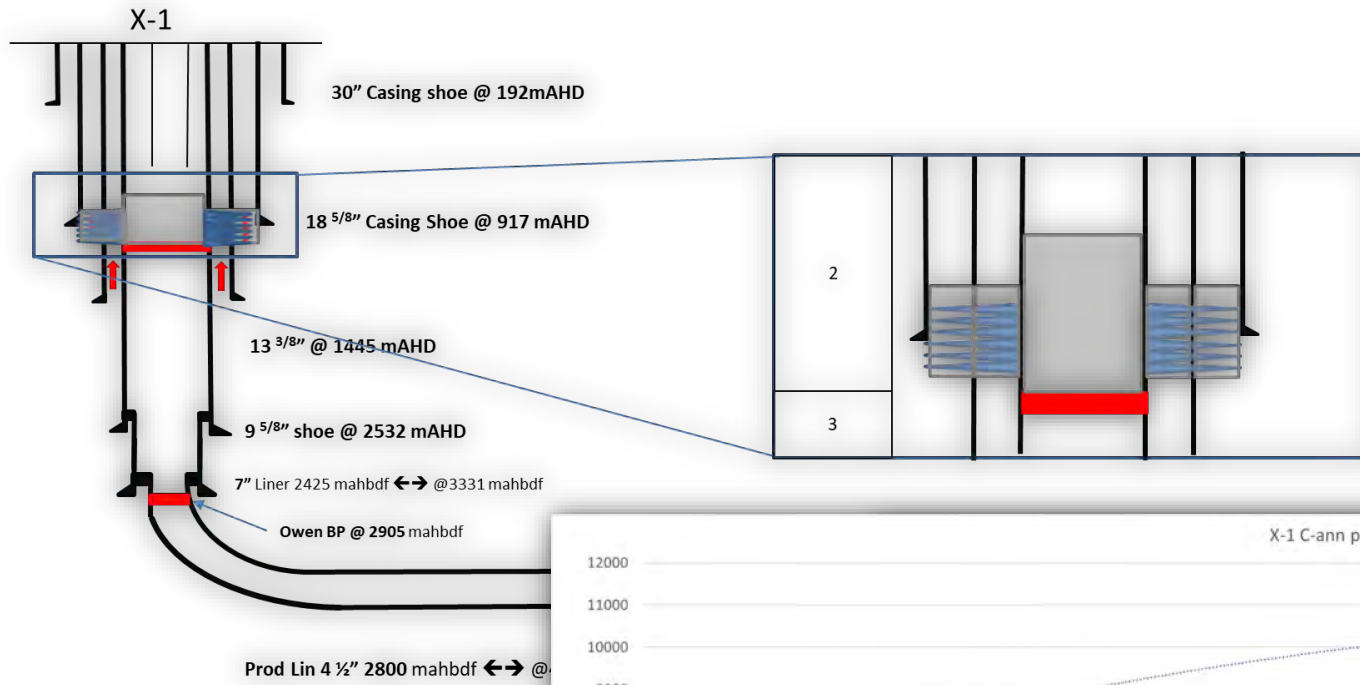 X-1
30” Casing shoe @ 192mAHD
18 5/8” Casing Shoe @ 917 mAHD
13 3/8” @ 1445 mAHD
9 5/8” shoe @ 2532 mAHD
7” Liner 2425 mahbdf ←→ @3331 mahbdf
Owen BP @ 2905 mahbdf
Prod Lin 4 ½” 2800 mahbdf ←→ @
2
3
X-1 C-ann p
12000
11000
10000